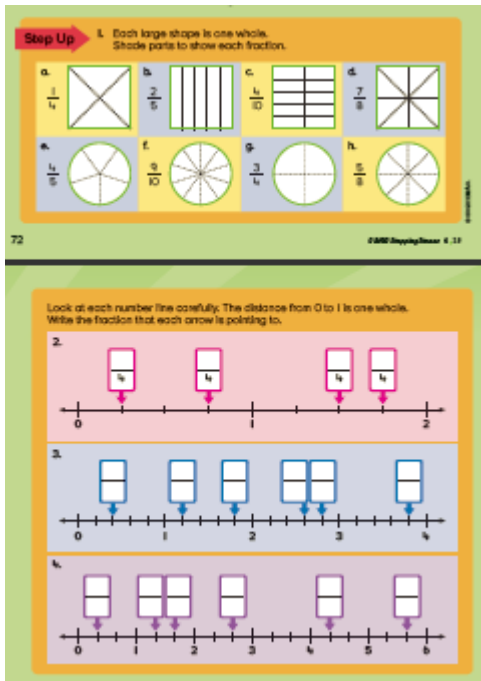 Step Up
1. Each large shape is one whole.
Shade parts to show each fraction.
a. b. c. d.
1/4 2/5 4/10 7/8
e. f. g. h.
4/5 9/10 3/4 5/8
72
Look at each number line carefully. The distance from 0 to 1 is one whole.
Write the fraction that each arrow is pointing to.
2.
4 4 4 4
0 1 2
3.
0 1 2 3 4
4.
0 1 2 3 4 5 6